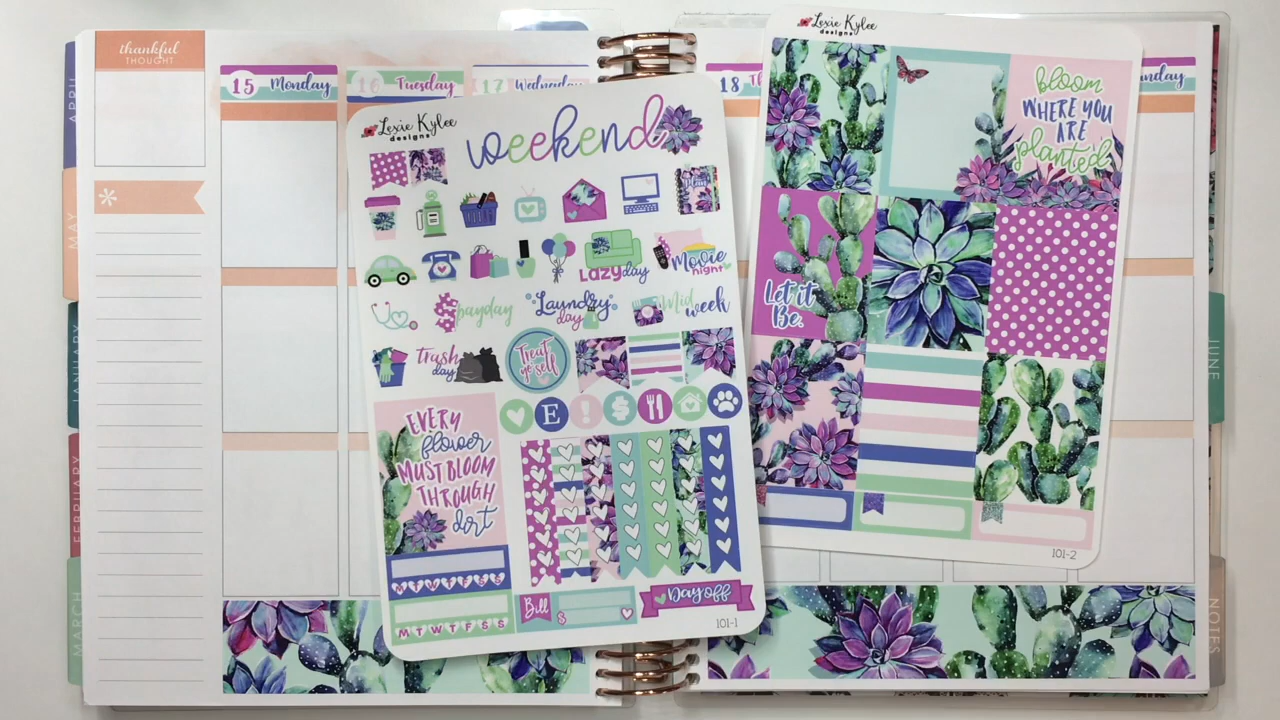 thankful
THOUGHT
APRIL
MAY
JANUARY
FEBRUARY
MARCH
15 Monday
16 Tuesday
17 Wednesday
18
JUNE
NOTES
Lexie Kylee
designs
weekend
Plan
LAZY day
Movie
night
$payday
Laundry
day
Mid
week
Trash
day
Treat
yo'self
E
!
$
EVERY
flower
MUST BLOOM
THROUGH
dirt
M T W T F S S
M T W T F S S
Bill
$
Day off
101-1
Lexie Kylee
designs
bloom
WHERE YOU
ARE
planted
Let it
Be.
101-2